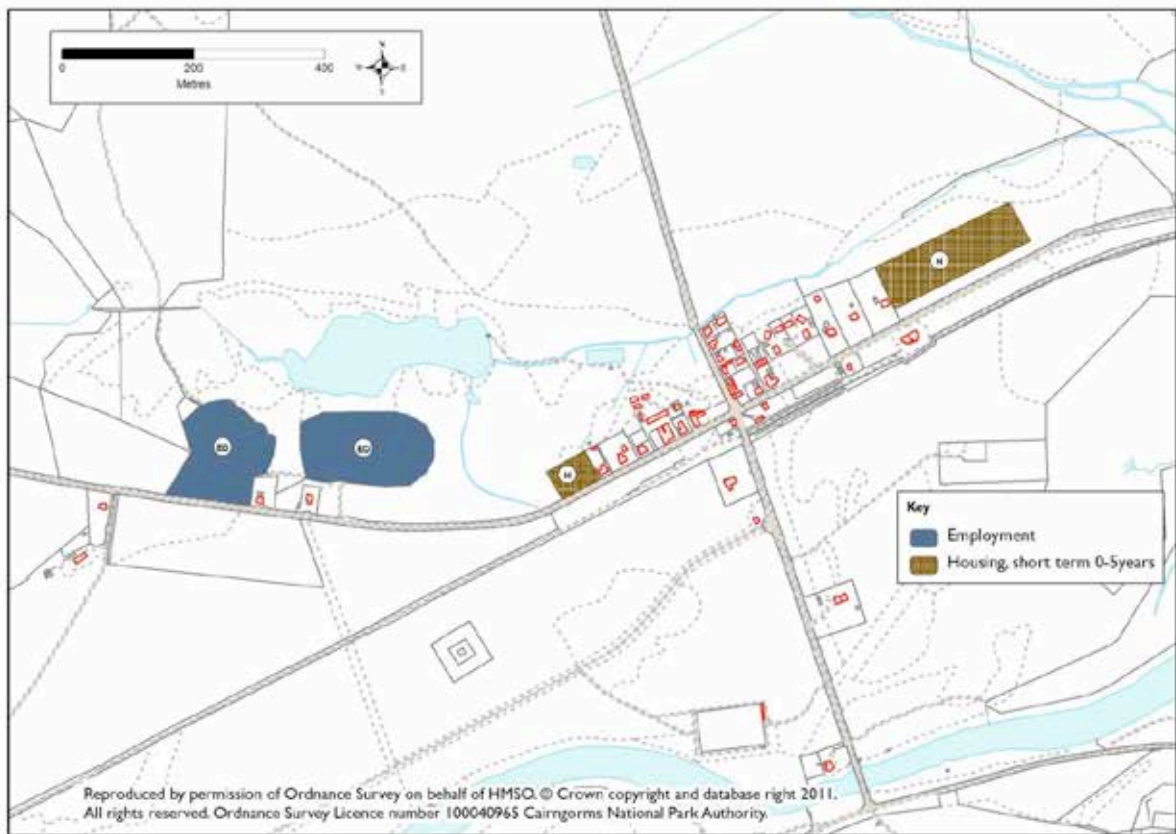 0 200 400
Metres
N
W E
S
H
ED
ED
H
Key
Employment
Housing, short term 0-5years
Reproduced by permission of Ordnance Survey on behalf of HMSO. © Crown copyright and database right 2011.
All rights reserved. Ordnance Survey Licence number 100040965 Cairngorms National Park Authority.